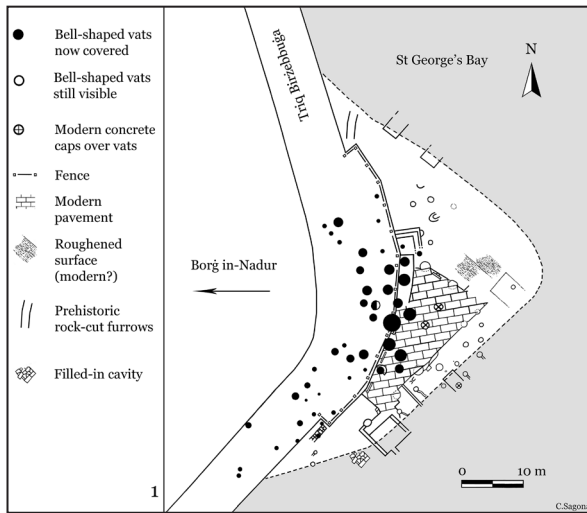 Bell-shaped vats
now covered
Bell-shaped vats
still visible
Modern concrete
caps over vats
Fence
Modern
pavement
Roughened
surface
(modern?)
Prehistoric
rock-cut furrows
Filled-in cavity
1
Triq Birżebbuġa
St George's Bay
N
Borġ in-Nadur
0 10 m
C.Sagona